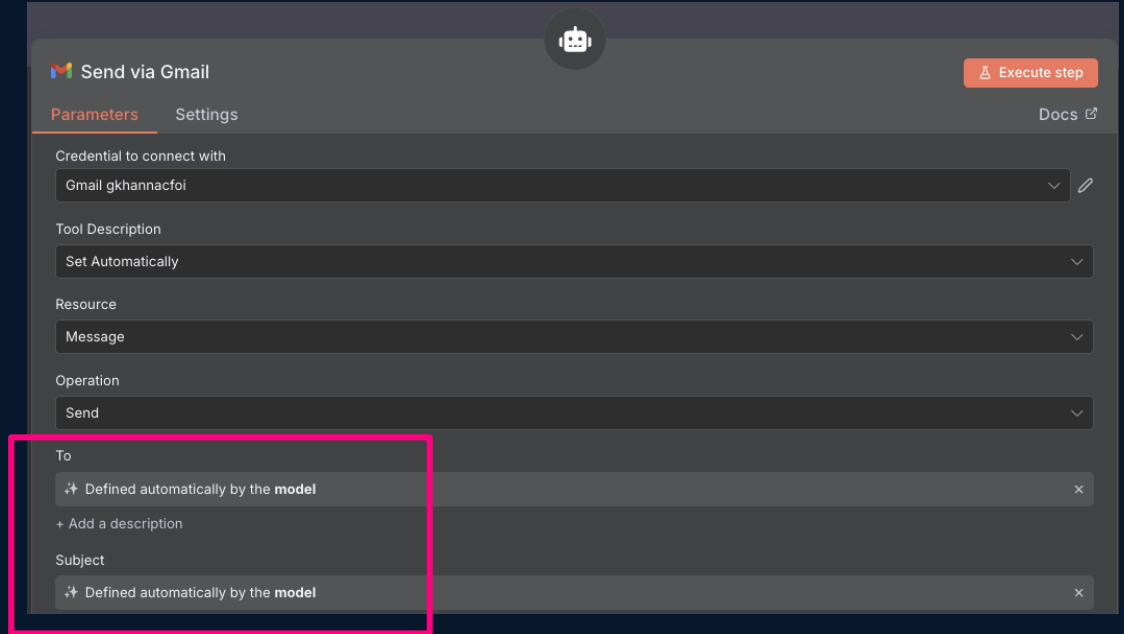 Send via Gmail
Execute step
Parameters Settings Docs
Credential to connect with
Gmail gkhannacfoi
Tool Description
Set Automatically
Resource
Message
Operation
Send
To
Defined automatically by the model
+ Add a description
Subject
Defined automatically by the model